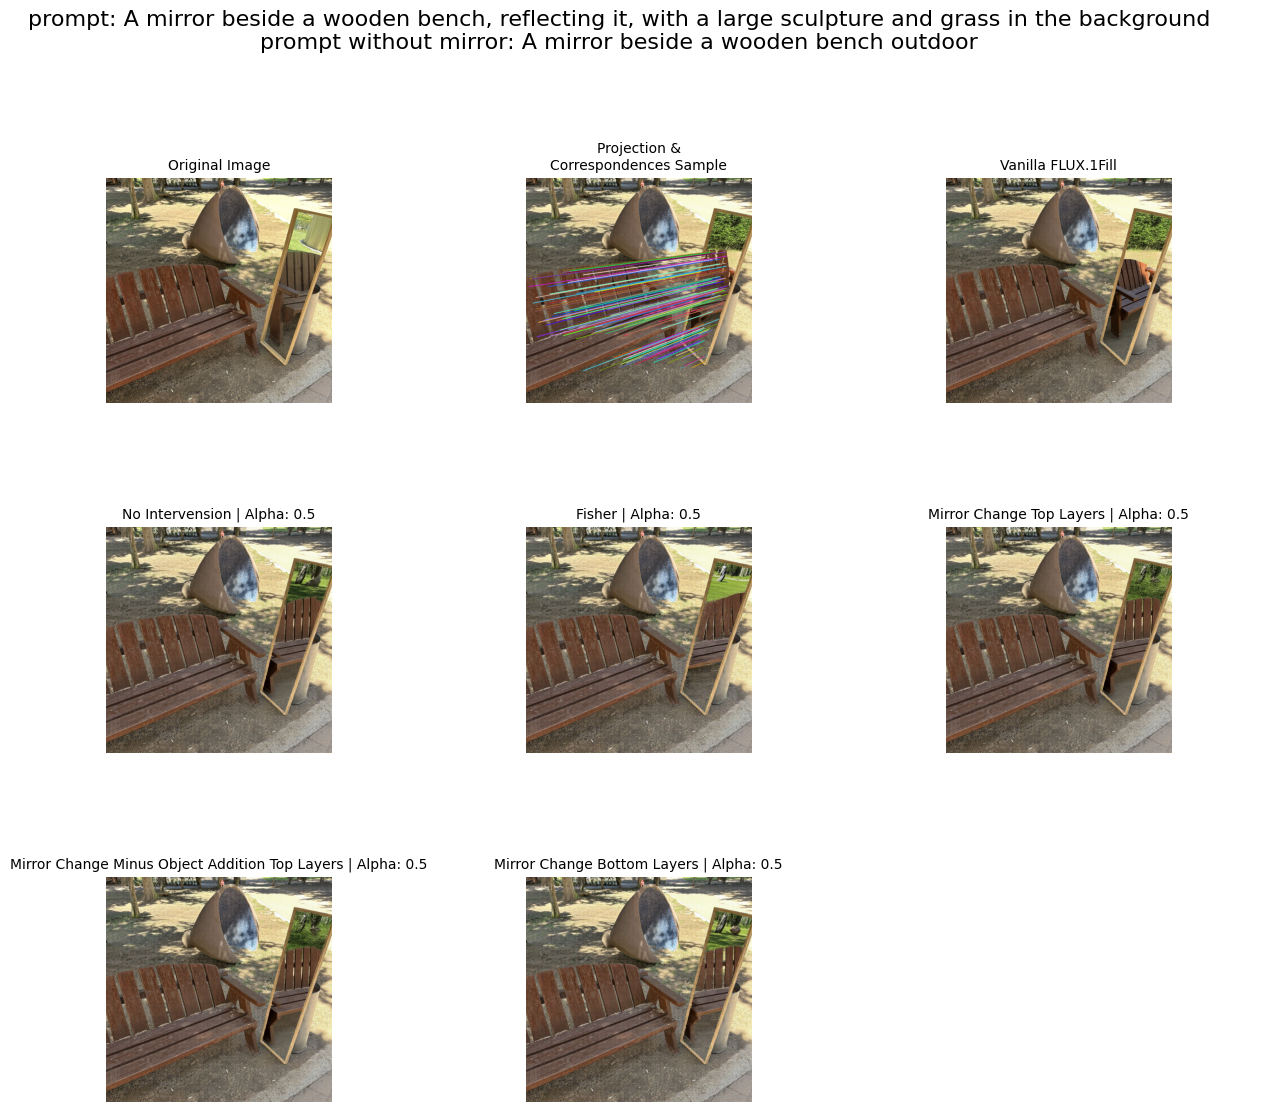 prompt: A mirror beside a wooden bench, reflecting it, with a large sculpture and grass in the background
prompt without mirror: A mirror beside a wooden bench outdoor
Original Image
Projection &
Correspondences Sample
Vanilla FLUX.1Fill
No Intervension | Alpha: 0.5
Fisher | Alpha: 0.5
Mirror Change Top Layers | Alpha: 0.5
Mirror Change Minus Object Addition Top Layers | Alpha: 0.5
Mirror Change Bottom Layers | Alpha: 0.5